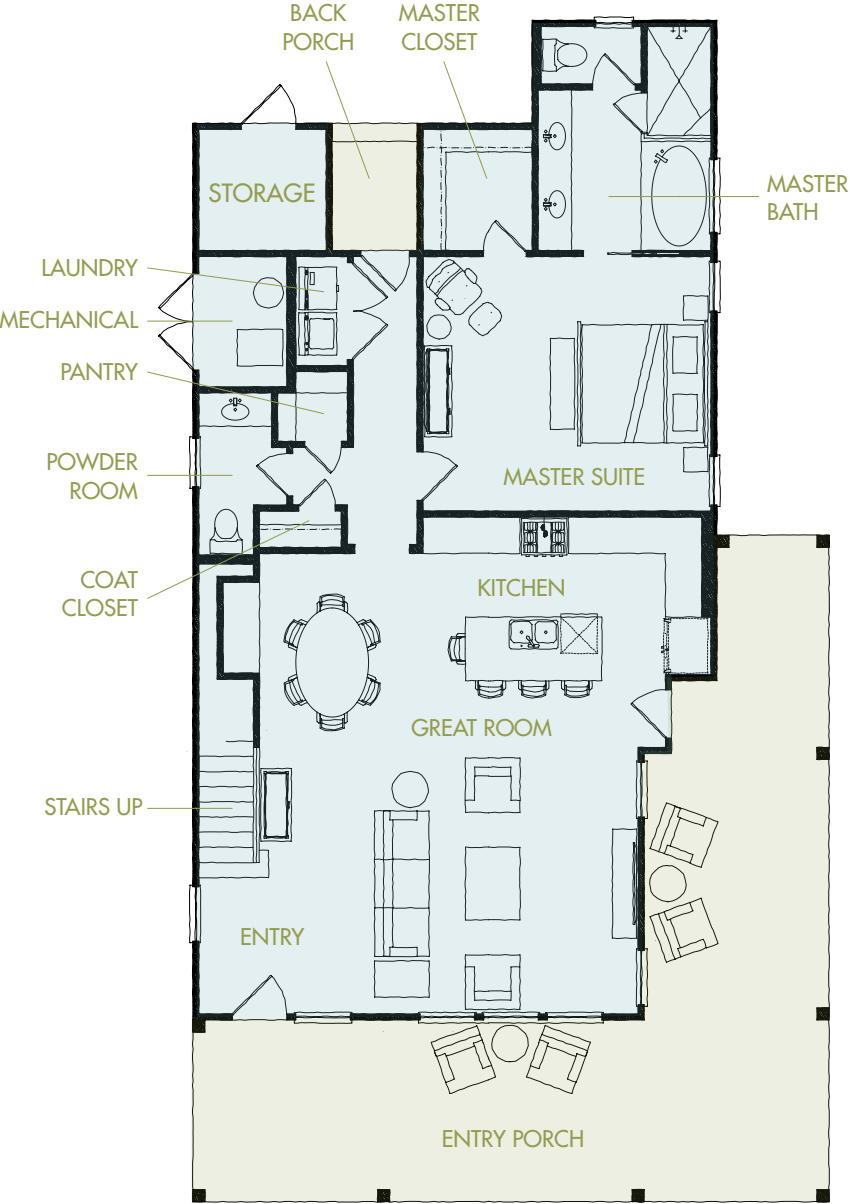 BACK
PORCH
MASTER
CLOSET
STORAGE
MASTER
BATH
LAUNDRY
MECHANICAL
PANTRY
POWDER
ROOM
MASTER SUITE
COAT
CLOSET
KITCHEN
GREAT ROOM
STAIRS UP
ENTRY
ENTRY PORCH